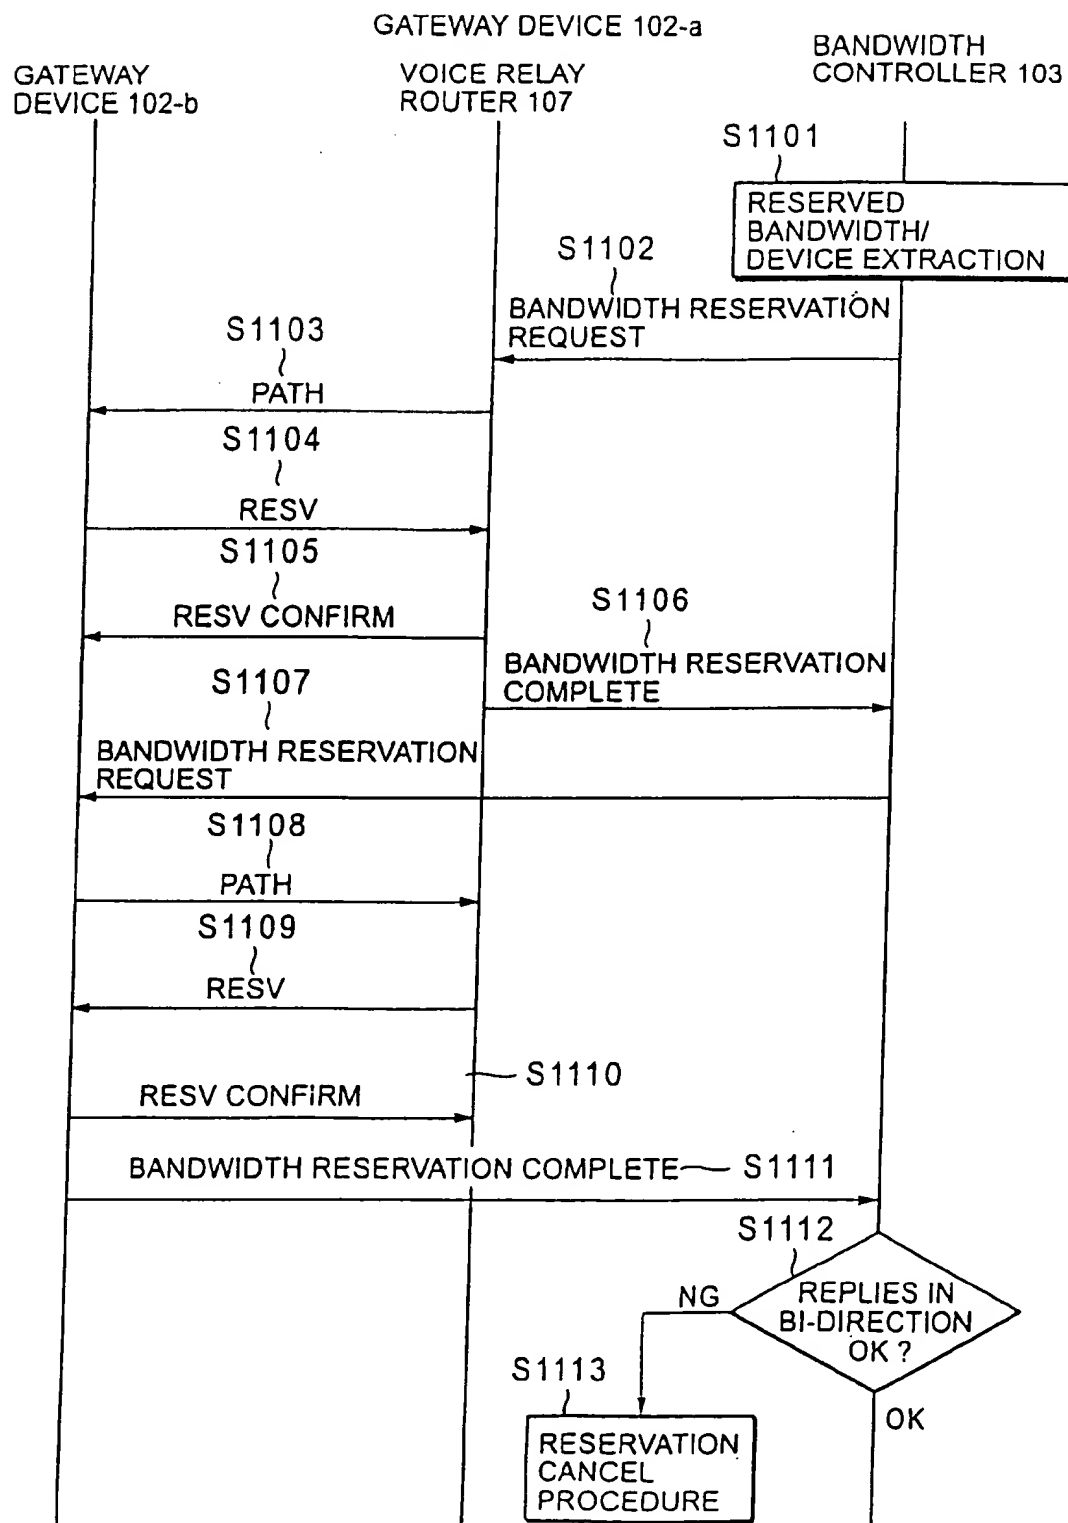 GATEWAY DEVICE 102-a
GATEWAY
DEVICE 102-b
VOICE RELAY
ROUTER 107
BANDWIDTH
CONTROLLER 103
S1101
RESERVED
BANDWIDTH/
DEVICE EXTRACTION
S1102
BANDWIDTH RESERVATION
REQUEST
S1103
PATH
S1104
RESV
S1105
RESV CONFIRM
S1106
BANDWIDTH RESERVATION
COMPLETE
S1107
BANDWIDTH RESERVATION
REQUEST
S1108
PATH
S1109
RESV
S1110
RESV CONFIRM
BANDWIDTH RESERVATION COMPLETE
S1111
S1112
REPLIES IN
BI-DIRECTION
OK ?
NG
OK
S1113
RESERVATION
CANCEL
PROCEDURE